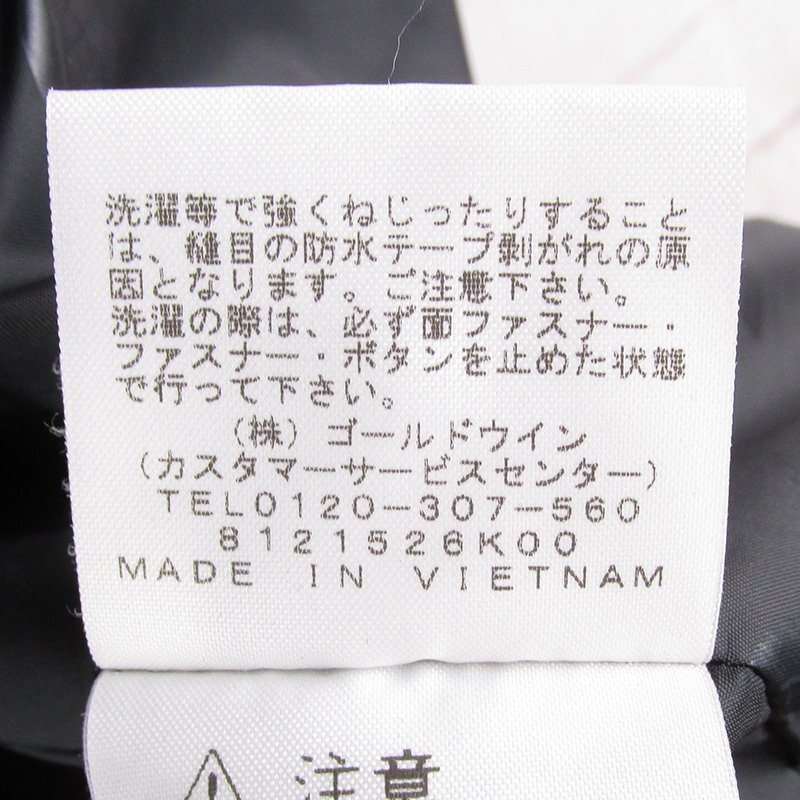 洗濯等で強くねじったりすること
は、縫目の防水テープ剥がれの原
因となります。ご注意下さい。
洗濯の際は、必ず面ファスナー・
ファスナー・ボタンを止めた状態
で行って下さい。
(株)ゴールドウイン
(カスタマーサービスセンター)
TEL0120-307-560
8121526K00
MADE IN VIETNAM
注意